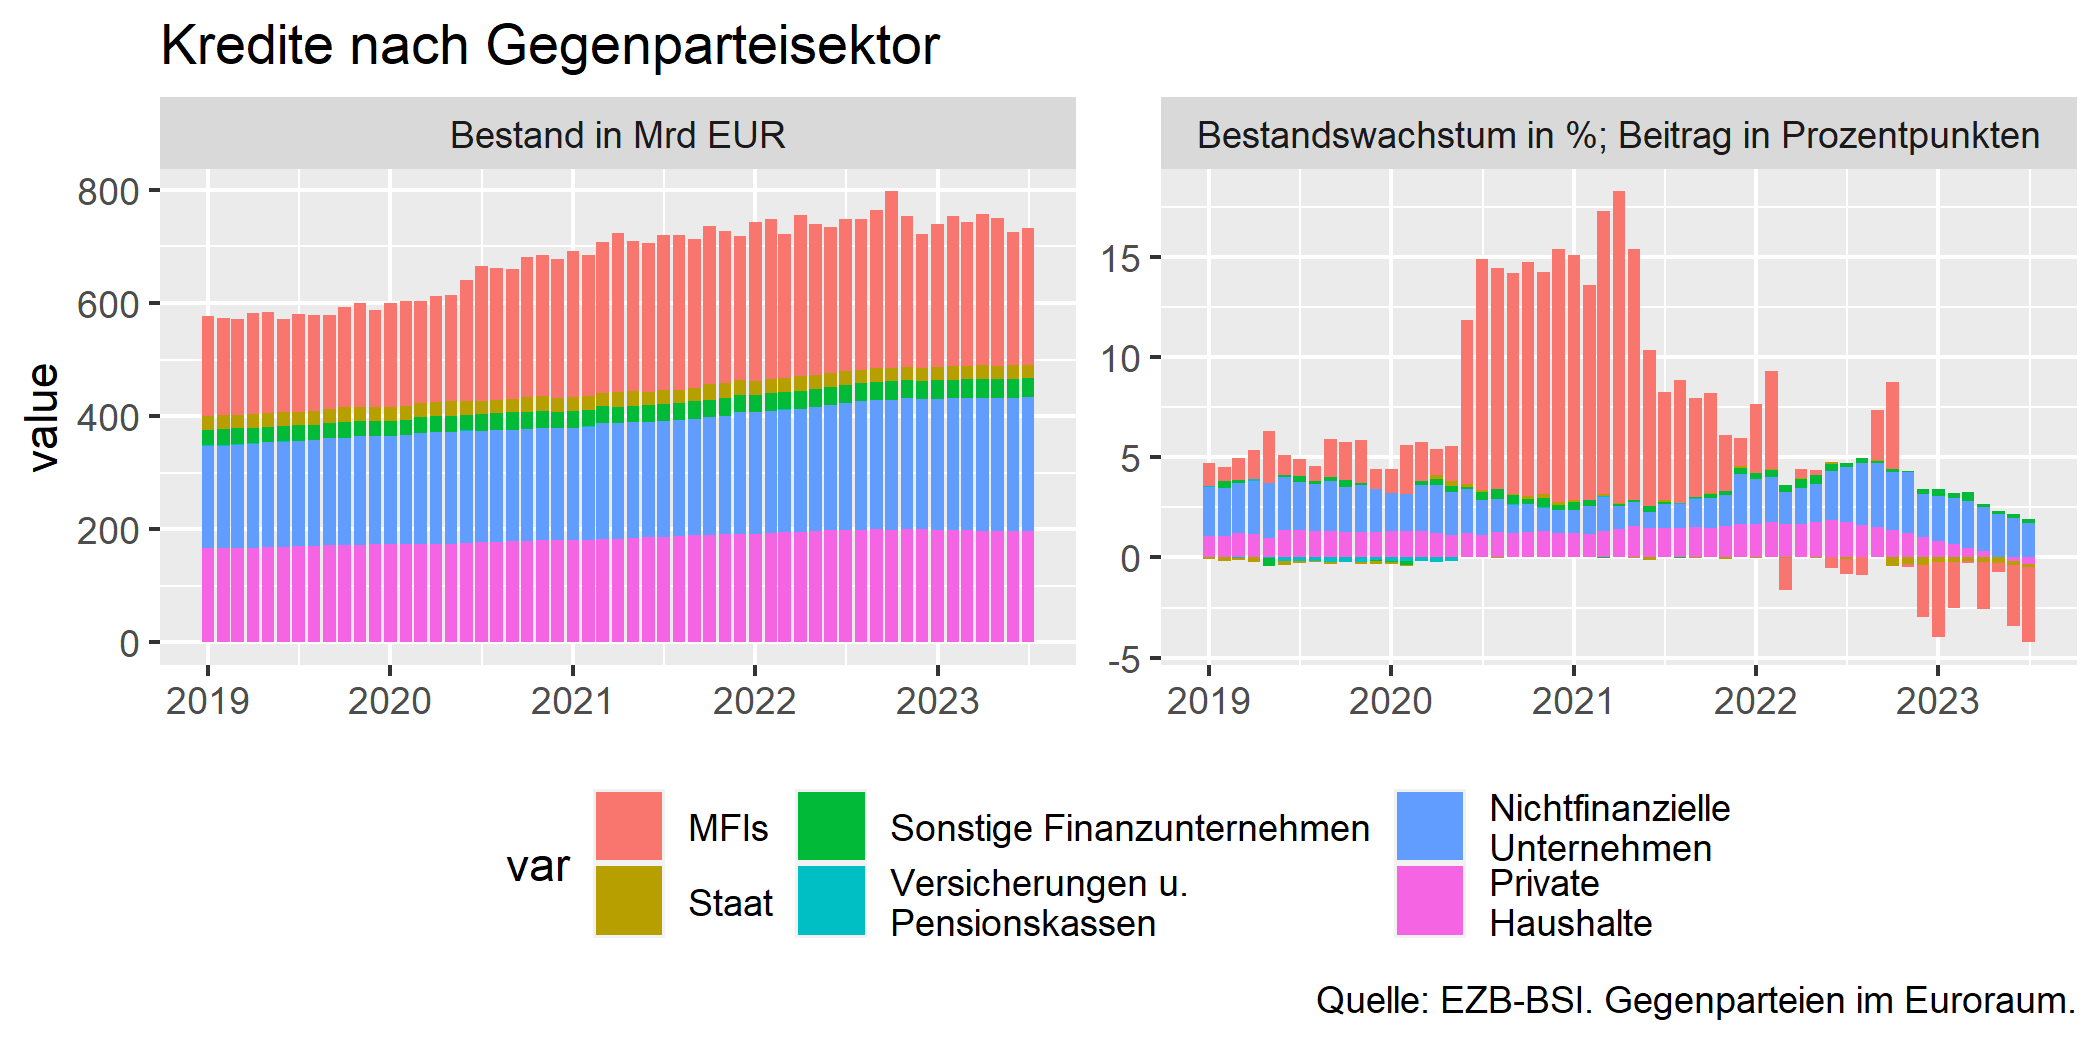 Kredite nach Gegenparteisektor
Bestand in Mrd EUR
Bestandswachstum in %; Beitrag in Prozentpunkten
value
800
600
400
200
0
2019 2020 2021 2022 2023
15
10
5
0
-5
2019 2020 2021 2022 2023
var
MFIs
Staat
Sonstige Finanzunternehmen
Versicherungen u.
Pensionskassen
Nichtfinanzielle
Unternehmen
Private
Haushalte
Quelle: EZB-BSI. Gegenparteien im Euroraum.